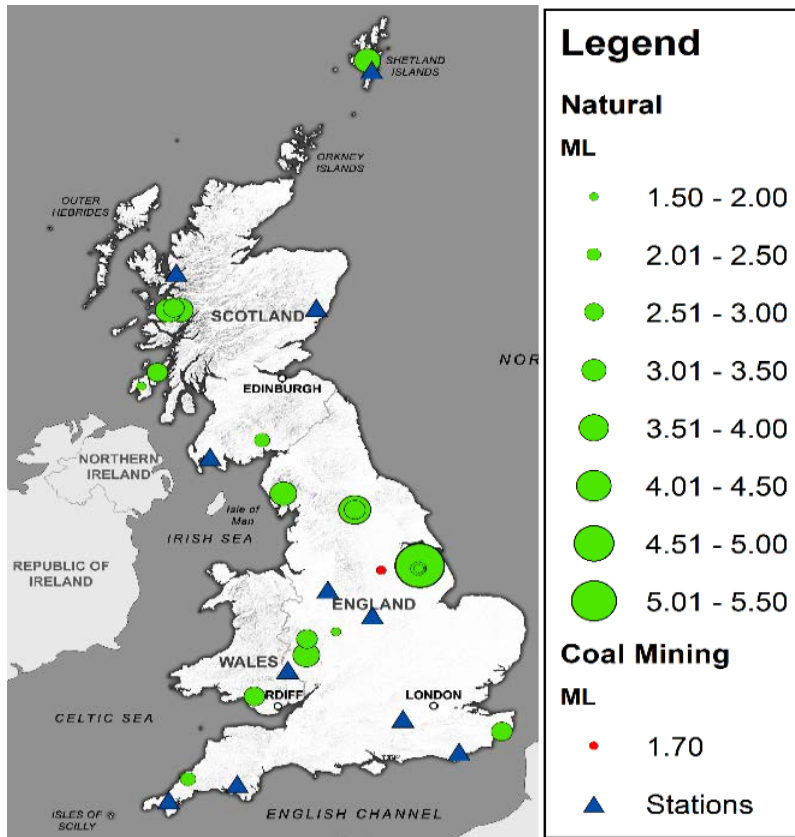 SHETLAND
ISLANDS
ORKNEY
ISLANDS
OUTER
HEBRIDES
SCOTLAND
NOR
EDINBURGH
NORTHERN
IRELAND
Isle of
Man
IRISH SEA
REPUBLIC OF
IRELAND
ENGLAND
WALES
RDIFF
LONDON
CELTIC SEA
ISLES OF
SCILLY
ENGLISH CHANNEL
Legend
Natural
ML
1.50 - 2.00
2.01 - 2.50
2.51 - 3.00
3.01 - 3.50
3.51 - 4.00
4.01 - 4.50
4.51 - 5.00
5.01 - 5.50
Coal Mining
ML
1.70
Stations